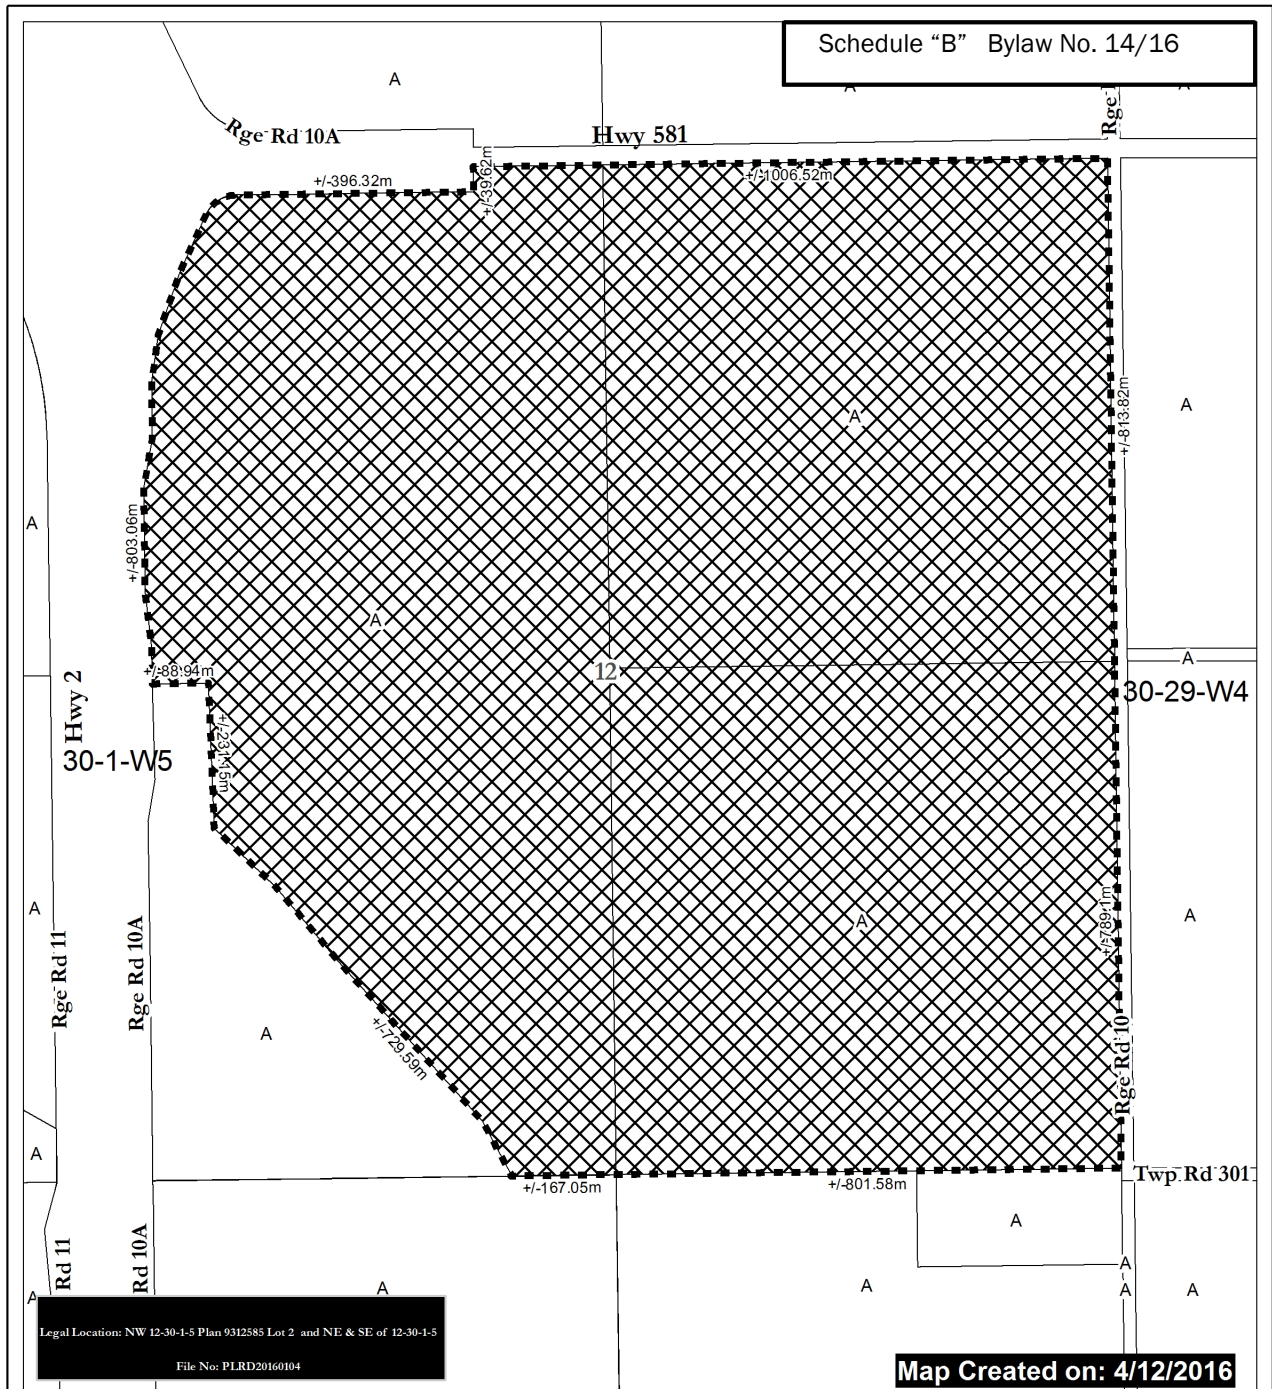 Schedule “B” Bylaw No. 14/16
A
A
A
Rge
Rge Rd 10A
Hwy 581
+/-396.32m
+/-39.62m
+/-1006.52m
+/-813.82m
A
A
A
+/-803.06m
A
+/-88.94m
12
A
30-29-W4
Hwy 2
30-1-W5
+/-231.15m
A
A
A
+/-789.1m
Rge Rd 11
Rge Rd 10A
A
+/-729.59m
Rge Rd 10
A
Twp Rd 301
+/-167.05m
+/-801.58m
A
Rd 11
Rd 10A
A
A
A
A
A
A
Legal Location: NW 12-30-1-5 Plan 9312585 Lot 2 and NE & SE of 12-30-1-5
File No: PLRD20160104
Map Created on: 4/12/2016